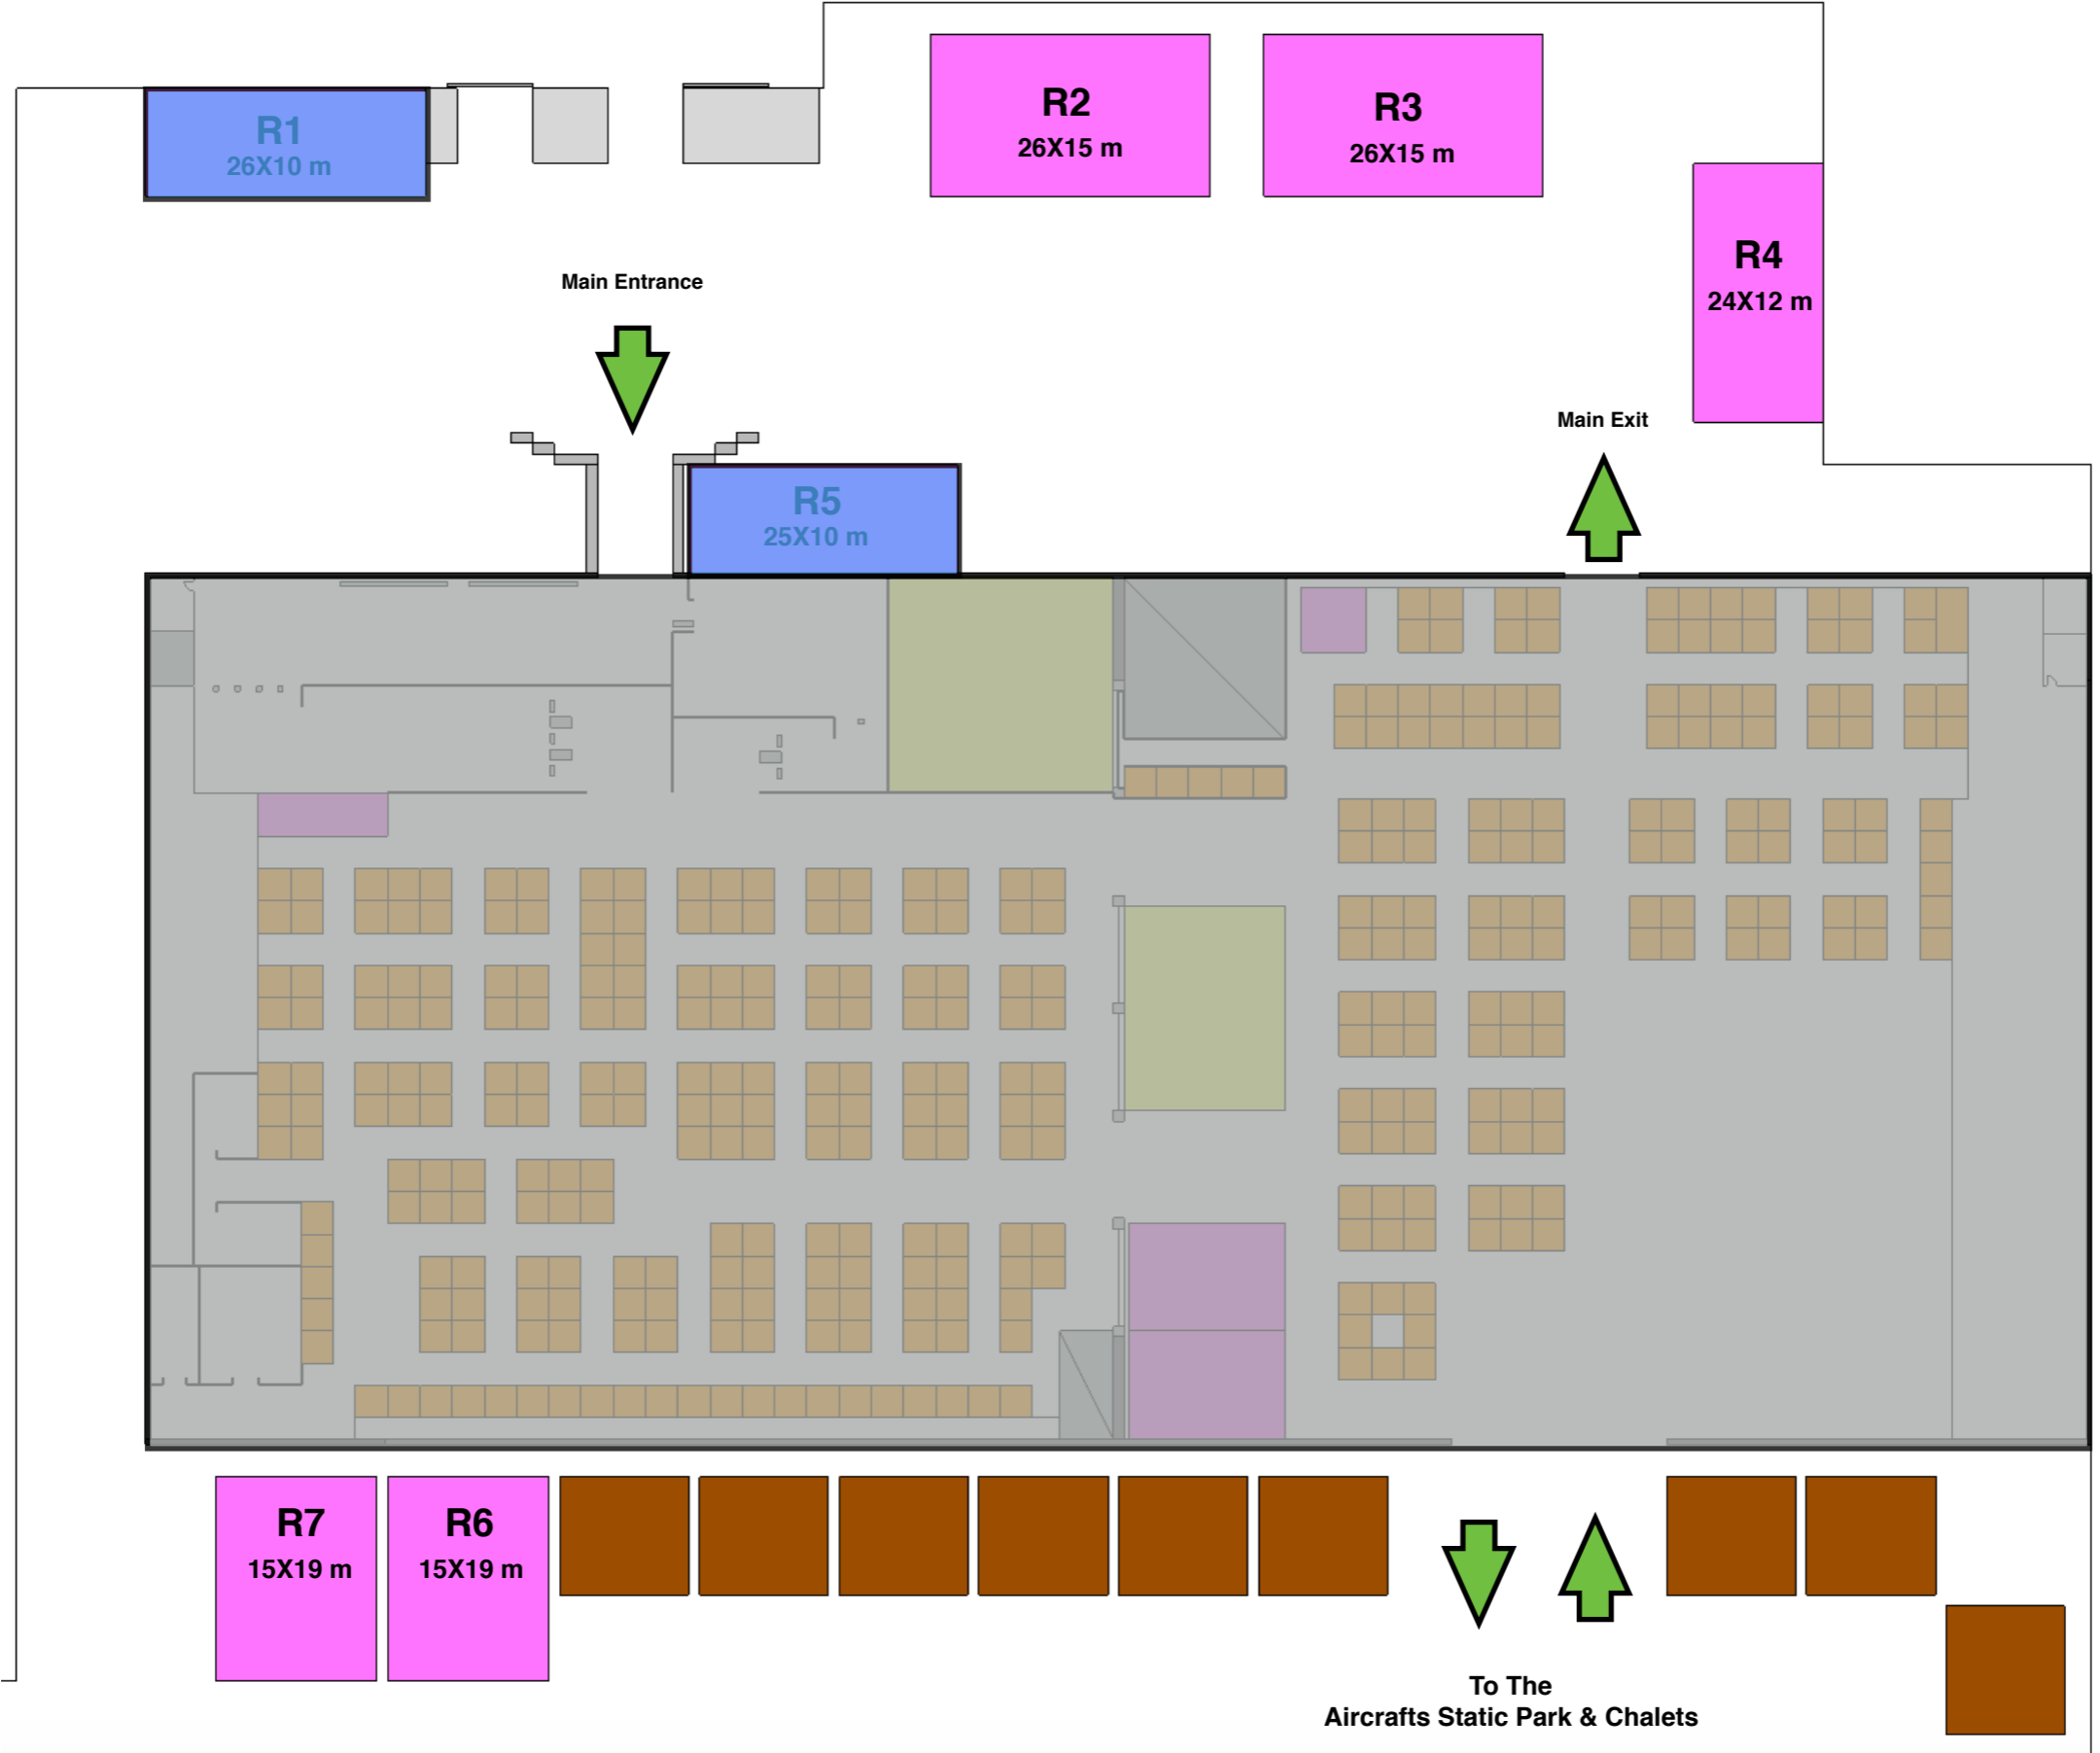 R1
26X10 m
R2
26X15 m
R3
26X15 m
R4
24X12 m
Main Entrance
Main Exit
R5
25X10 m
R7
15X19 m
R6
15X19 m
To The
Aircrafts Static Park & Chalets